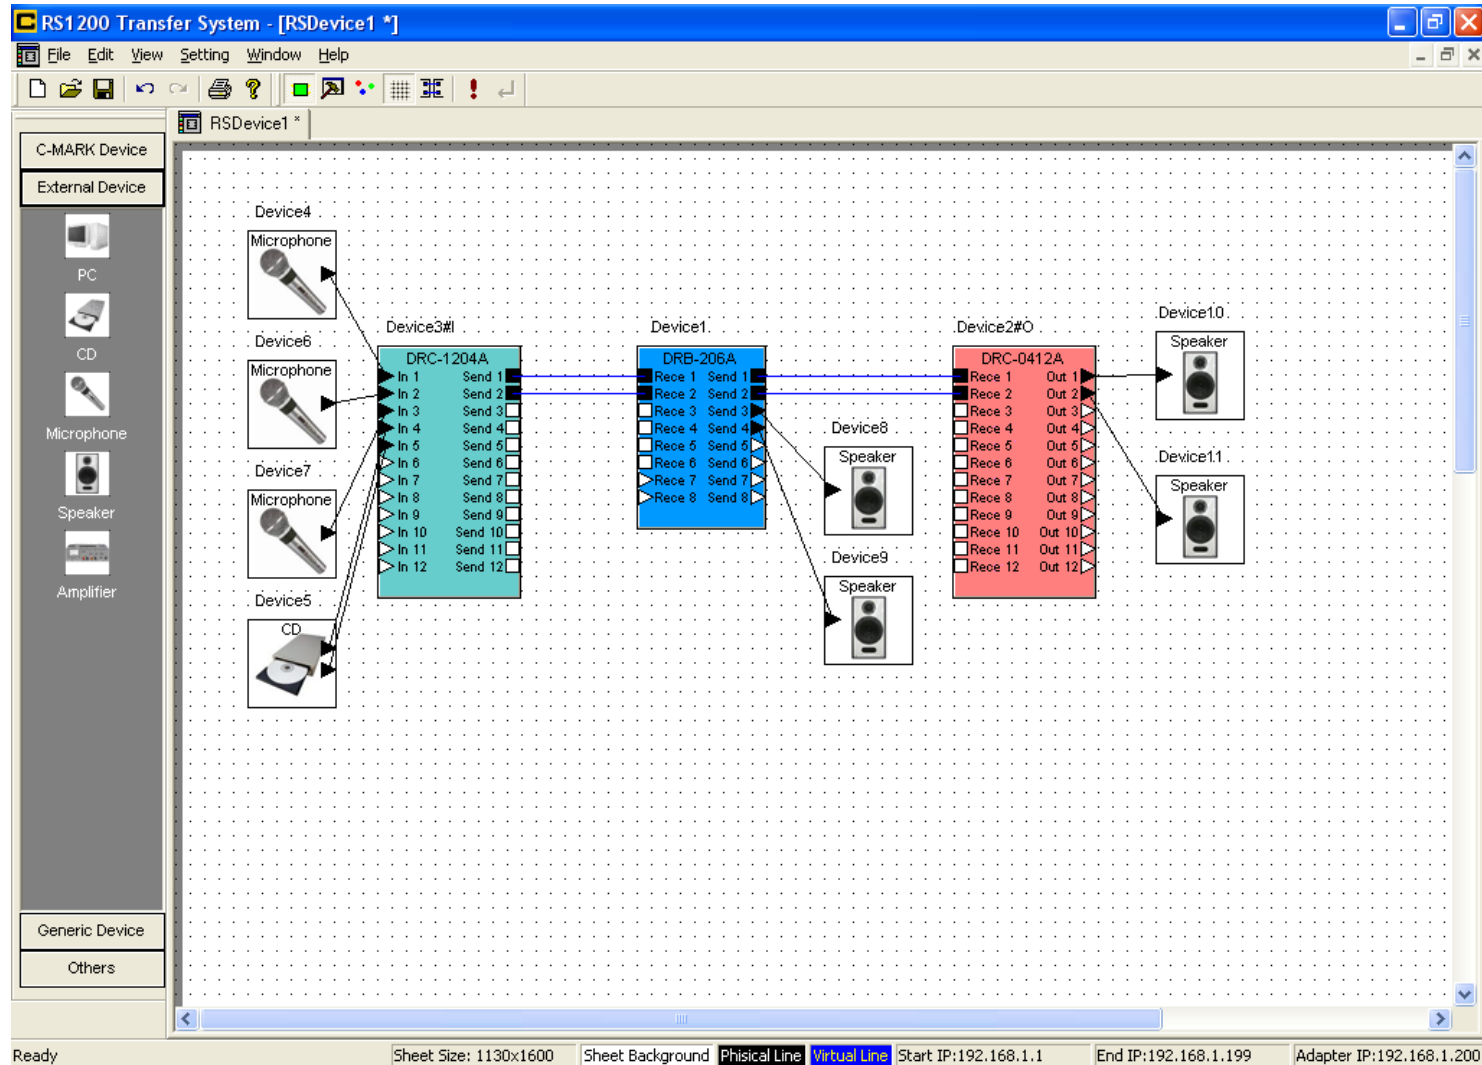 RS1200 Transfer System - [RSDevice1 *]
File Edit View Setting Window Help
RSDevice1 *
C-MARK Device
External Device
PC
CD
Microphone
Speaker
Amplifier
Generic Device
Others
Device4
Microphone
Device6
Microphone
Device7
Microphone
Device5
CD
Device3#I
DRC-1204A
In 1 Send 1
In 2 Send 2
In 3 Send 3
In 4 Send 4
In 5 Send 5
In 6 Send 6
In 7 Send 7
In 8 Send 8
In 9 Send 9
In 10 Send 10
In 11 Send 11
In 12 Send 12
Device1
DRB-206A
Rece 1 Send 1
Rece 2 Send 2
Rece 3 Send 3
Rece 4 Send 4
Rece 5 Send 5
Rece 6 Send 6
Rece 7 Send 7
Rece 8 Send 8
Device8
Speaker
Device9
Speaker
Device2#O
DRC-0412A
Rece 1 Out 1
Rece 2 Out 2
Rece 3 Out 3
Rece 4 Out 4
Rece 5 Out 5
Rece 6 Out 6
Rece 7 Out 7
Rece 8 Out 8
Rece 9 Out 9
Rece 10 Out 10
Rece 11 Out 11
Rece 12 Out 12
Device10
Speaker
Device11
Speaker
Ready
Sheet Size: 1130x1600
Sheet Background
Phisical Line
Virtual Line
Start IP:192.168.1.1
End IP:192.168.1.199
Adapter IP:192.168.1.200